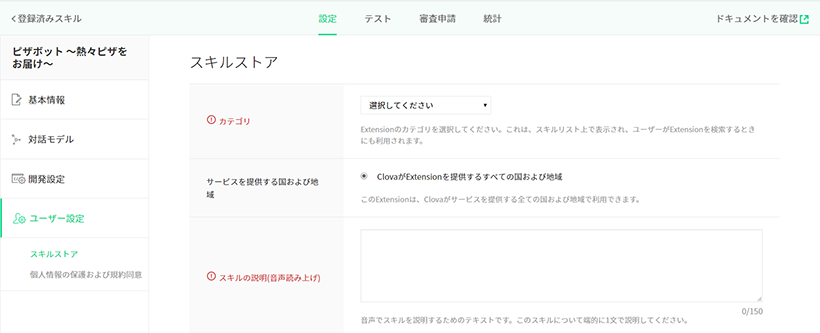 登録済みスキル
設定 テスト 審査申請 統計
ドキュメントを確認
ピザボット 〜熱々ピザを
お届け〜
基本情報
対話モデル
開発設定
ユーザー設定
スキルストア
個人情報の保護および規約同意
スキルストア
カテゴリ
選択してください
Extensionのカテゴリを選択してください。これは、スキルリスト上で表示され、ユーザーがExtensionを検索するとき
にも利用されます。
サービスを提供する国および地
域
ClovaがExtensionを提供するすべての国および地域
このExtensionは、Clovaがサービスを提供する全ての国および地域で利用できます。
スキルの説明(音声読み上げ)
0/150
音声でスキルを説明するためのテキストです。このスキルについて端的に1文で説明してください。